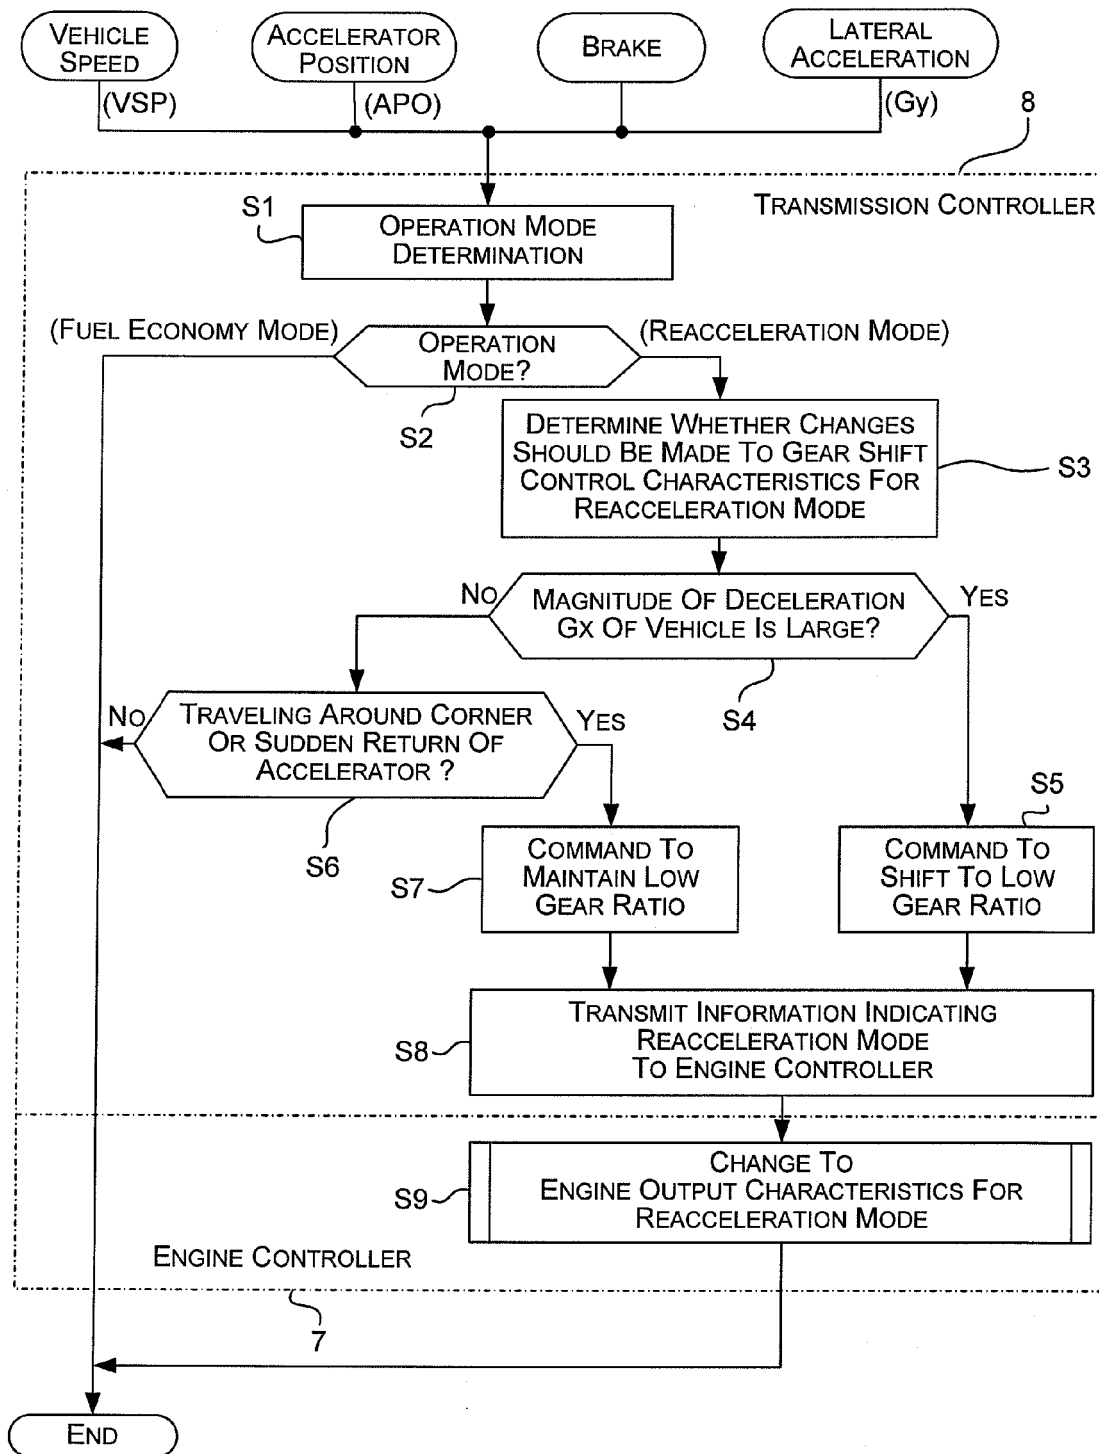 VEHICLE
SPEED
ACCELERATOR
POSITION
BRAKE
LATERAL
ACCELERATION
(VSP)
(APO)
(Gy)
8
TRANSMISSION CONTROLLER
S1
OPERATION MODE
DETERMINATION
(FUEL ECONOMY MODE)
OPERATION
MODE?
(REACCELERATION MODE)
S2
DETERMINE WHETHER CHANGES
SHOULD BE MADE TO GEAR SHIFT
CONTROL CHARACTERISTICS FOR
REACCELERATION MODE
S3
NO
MAGNITUDE OF DECELERATION
GX OF VEHICLE IS LARGE?
YES
S4
NO
TRAVELING AROUND CORNER
OR SUDDEN RETURN OF
ACCELERATOR ?
YES
S6
S5
S7
COMMAND TO
MAINTAIN LOW
GEAR RATIO
COMMAND TO
SHIFT TO LOW
GEAR RATIO
S8
TRANSMIT INFORMATION INDICATING
REACCELERATION MODE
TO ENGINE CONTROLLER
S9
CHANGE TO
ENGINE OUTPUT CHARACTERISTICS FOR
REACCELERATION MODE
ENGINE CONTROLLER
7
END